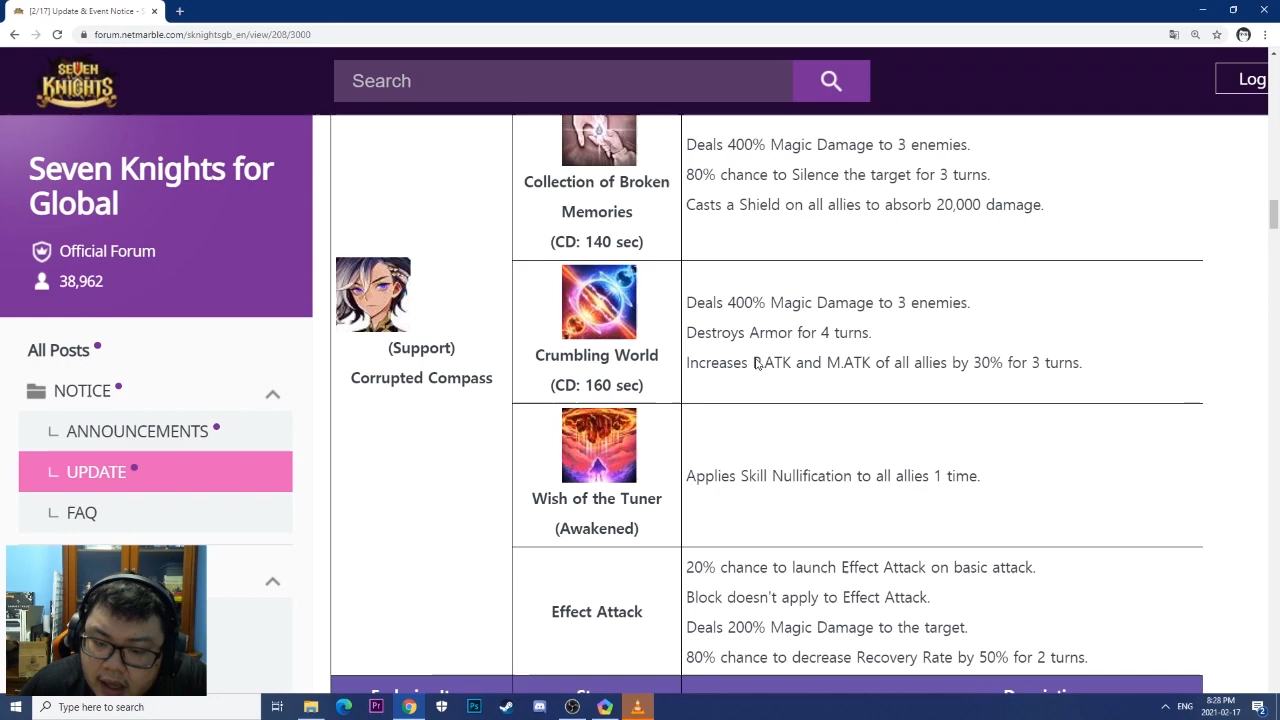 [2/17] Update & Event Notice - S
forum.netmarble.com/sknightsgb_en/view/208/3000
SEVEN
KNIGHTS
Search
Log
Seven Knights for
Global
Official Forum
38,962
All Posts
NOTICE
ANNOUNCEMENTS
UPDATE
FAQ
(Support)
Corrupted Compass
Collection of Broken
Memories
(CD: 140 sec)
Deals 400% Magic Damage to 3 enemies.
80% chance to Silence the target for 3 turns.
Casts a Shield on all allies to absorb 20,000 damage.
Crumbling World
(CD: 160 sec)
Deals 400% Magic Damage to 3 enemies.
Destroys Armor for 4 turns.
Increases P.ATK and M.ATK of all allies by 30% for 3 turns.
Wish of the Tuner
(Awakened)
Applies Skill Nullification to all allies 1 time.
Effect Attack
20% chance to launch Effect Attack on basic attack.
Block doesn't apply to Effect Attack.
Deals 200% Magic Damage to the target.
80% chance to decrease Recovery Rate by 50% for 2 turns.
Type here to search
ENG
8:28 PM
2021-02-17